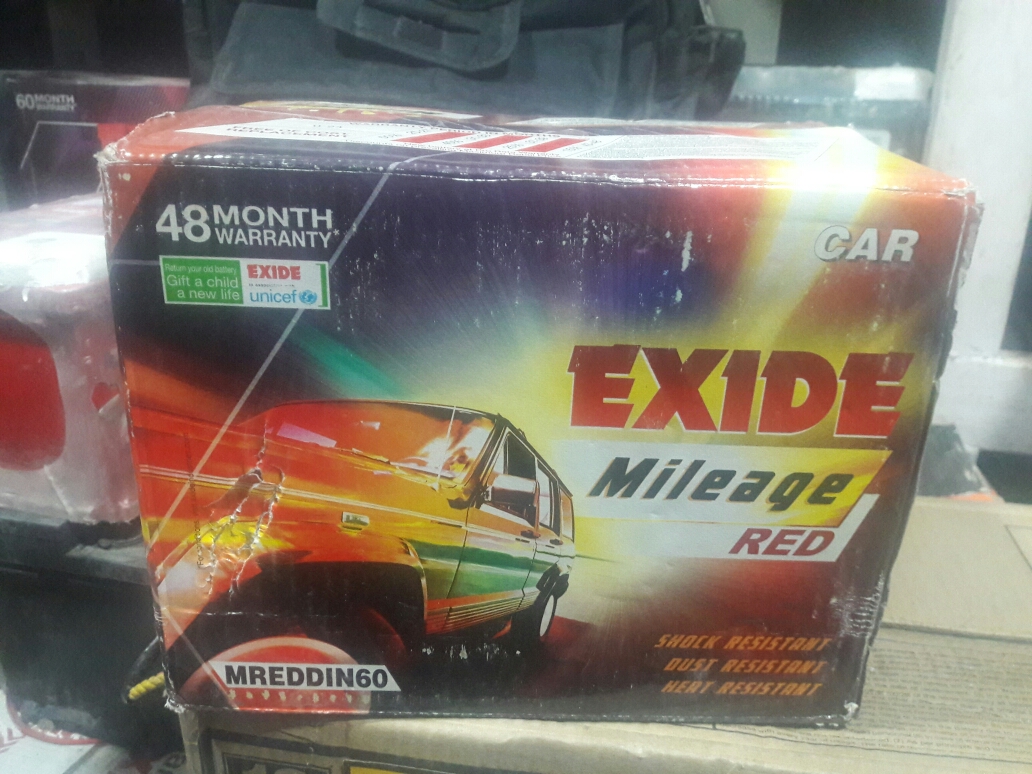 60 MONTH
WARRANTY
REPLACEMENT
48 MONTH
WARRANTY*
Return your old battery
Gift a child
a new life
EXIDE
unicef
CAR
EXIDE
Mileage
RED
SHOCK RESISTANT
DUST RESISTANT
HEAT RESISTANT
MREDDIN60